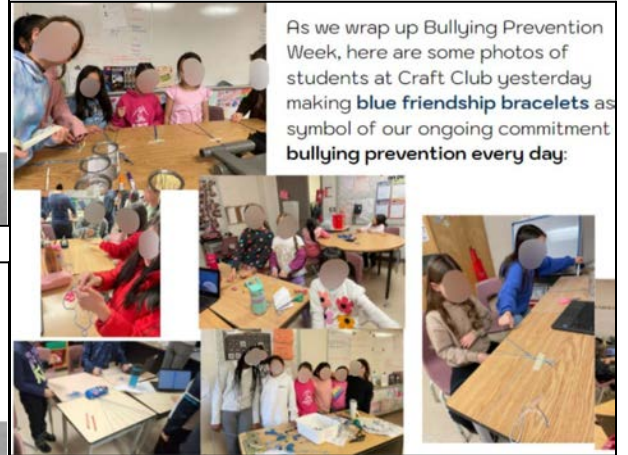 As we wrap up Bullying Prevention
Week, here are some photos of
students at Craft Club yesterday
making blue friendship bracelets as
symbol of our ongoing commitment
bullying prevention every day: